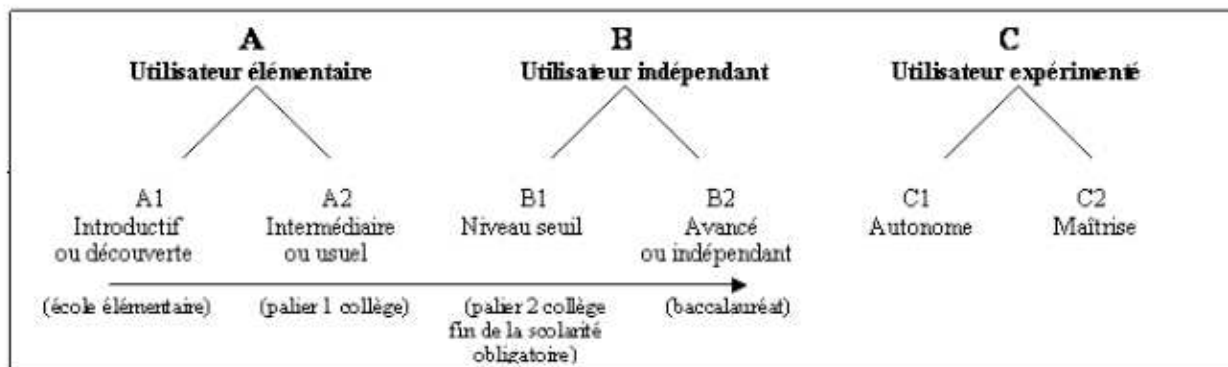 A
Utilisateur élémentaire
B
Utilisateur indépendant
C
Utilisateur expérimenté
A1
Introductif
ou découverte
A2
Intermédiaire
ou usuel
B1
Niveau seuil
B2
Avancé
ou indépendant
C1
Autonome
C2
Maîtrise
(école élémentaire)
(palier 1 collège)
(palier 2 collège
fin de la scolarité
obligatoire)
(baccalauréat)